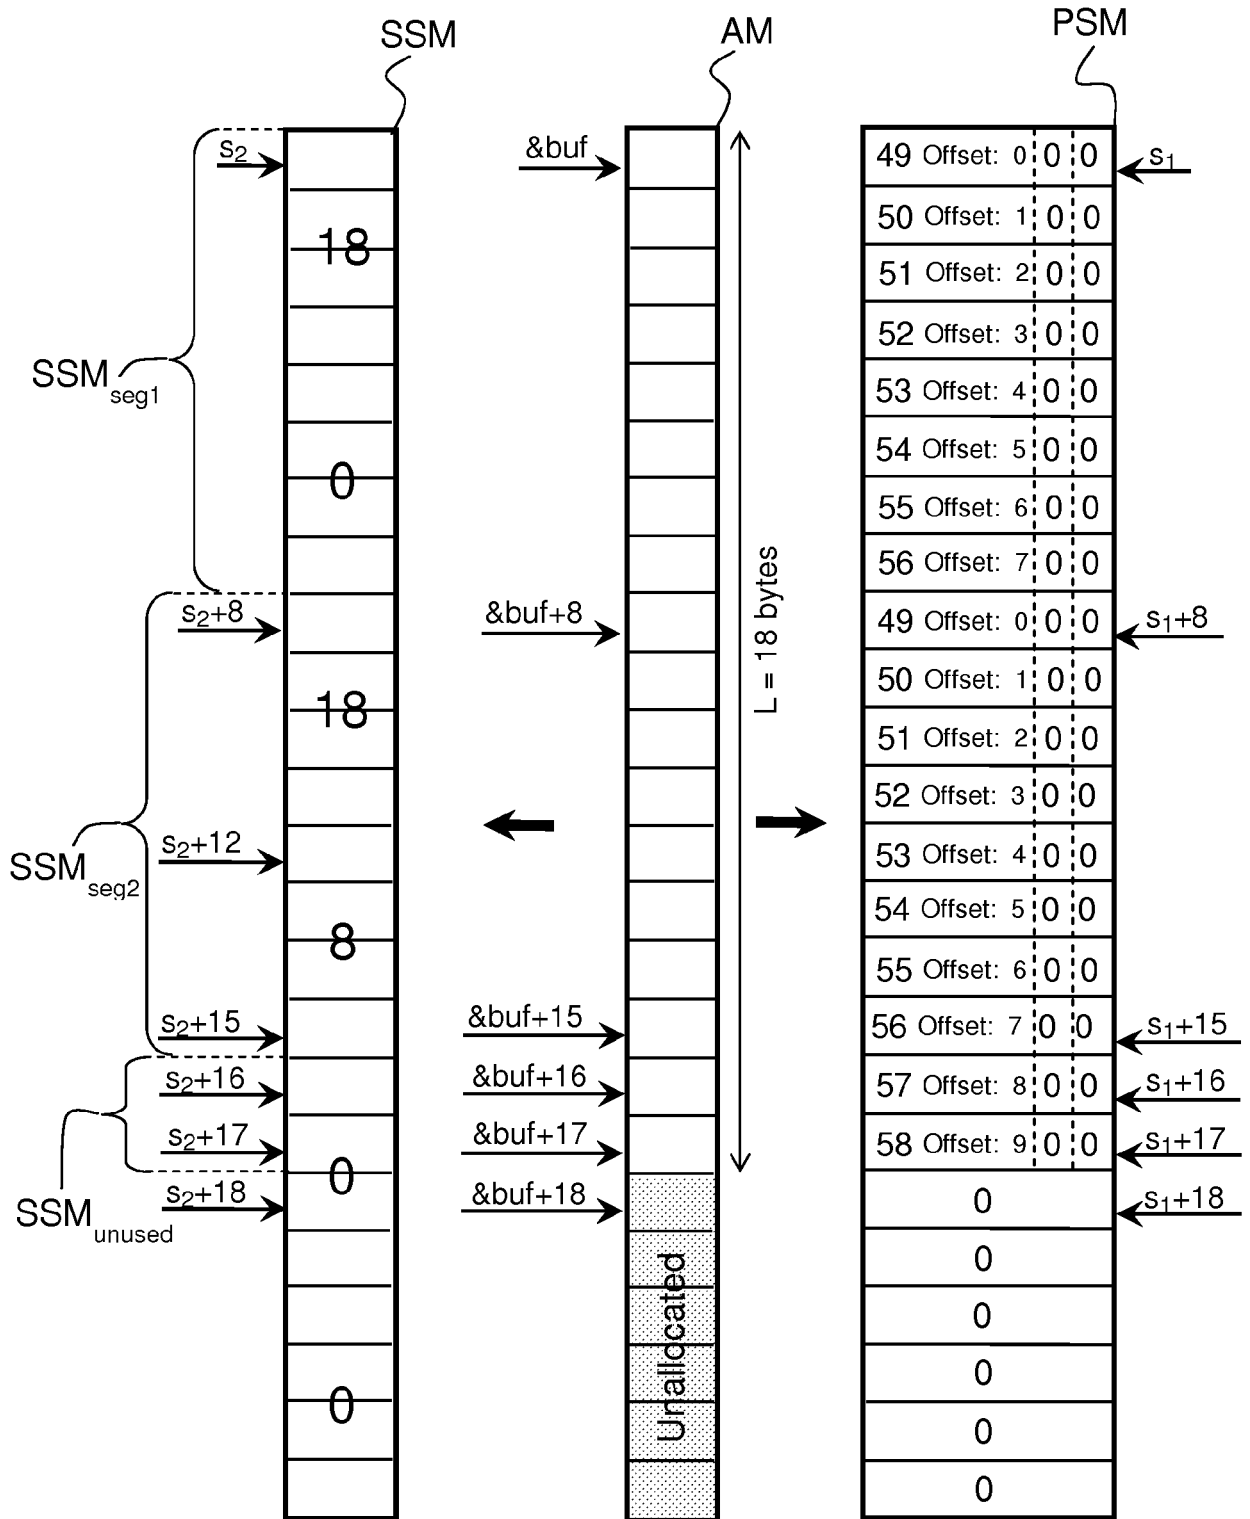 SSM
AM
PSM
s2
&buf
49 Offset: 0 0 0
s1
50 Offset: 1 0 0
18
51 Offset: 2 0 0
52 Offset: 3 0 0
SSMseg1
53 Offset: 4 0 0
54 Offset: 5 0 0
0
55 Offset: 6 0 0
56 Offset: 7 0 0
L = 18 bytes
s2+8
&buf+8
49 Offset: 0 0 0
s1+8
50 Offset: 1 0 0
18
51 Offset: 2 0 0
52 Offset: 3 0 0
s2+12
53 Offset: 4 0 0
SSMseg2
54 Offset: 5 0 0
8
55 Offset: 6 0 0
s2+15
&buf+15
56 Offset: 7 0 0
s1+15
s2+16
&buf+16
57 Offset: 8 0 0
s1+16
s2+17
&buf+17
58 Offset: 9 0 0
s1+17
0
s2+18
&buf+18
0
s1+18
SSMunused
0
Unallocated
0
0
0
0
0